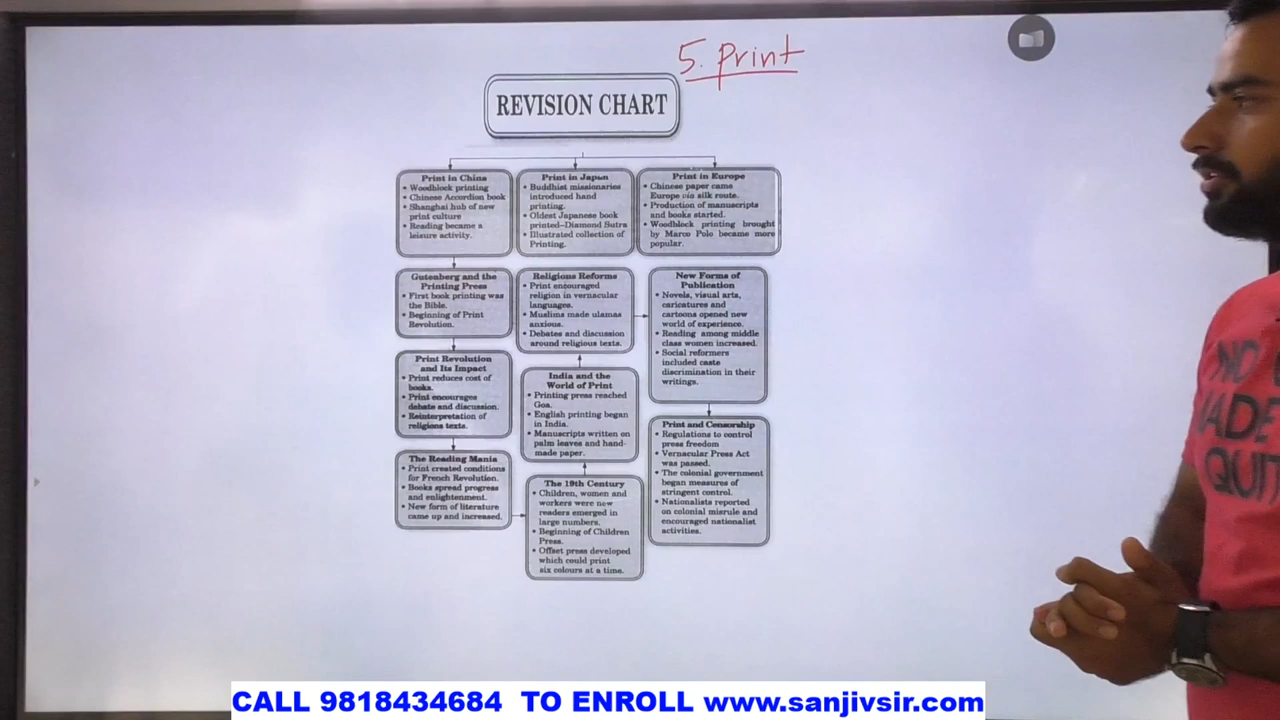 5. Print
REVISION CHART
Print in China
• Woodblock printing
• Chinese Accordion book
• Shanghai hub of new
print culture
• Reading became a
leisure activity.
Print in Japan
• Buddhist missionaries
introduced hand
printing.
• Oldest Japanese book
printed–Diamond Sutra
• Illustrated collection of
Printing.
Print in Europe
• Chinese paper came
Europe via silk route.
• Production of manuscripts
and books started.
• Woodblock printing brought
by Marco Polo became more
popular.
Gutenberg and the
Printing Press
• First book printing was
the Bible.
• Beginning of Print
Revolution.
Print Revolution
and Its Impact
• Print reduces cost of
books.
• Print encourages
debate and discussion.
• Reinterpretation of
religions texts.
The Reading Mania
• Print created conditions
for French Revolution.
• Books spread progress
and enlightenment.
• New form of literature
came up and increased.
The 19th Century
• Children, women and
workers were new
readers emerged in
large numbers.
• Beginning of Children
Press.
• Offset press developed
which could print
six colours at a time.
India and the
World of Print
• Printing press reached
Goa.
• English printing began
in India.
• Manuscripts written on
palm leaves and hand-
made paper.
Religious Reforms
• Print encouraged
religion in vernacular
languages.
• Muslims made ulamas
anxious.
• Debates and discussion
around religious texts.
New Forms of
Publication
• Novels, visual arts,
caricatures and
cartoons opened new
world of experience.
• Reading among middle
class women increased.
• Social reformers
included caste
discrimination in their
writings.
Print and Censorship
• Regulations to control
press freedom
• Vernacular Press Act
was passed.
• The colonial government
began measures of
stringent control.
• Nationalists reported
on colonial misrule and
encouraged nationalist
activities.
NO
QUIT
CALL 9818434684 TO ENROLL www.sanjivsir.com